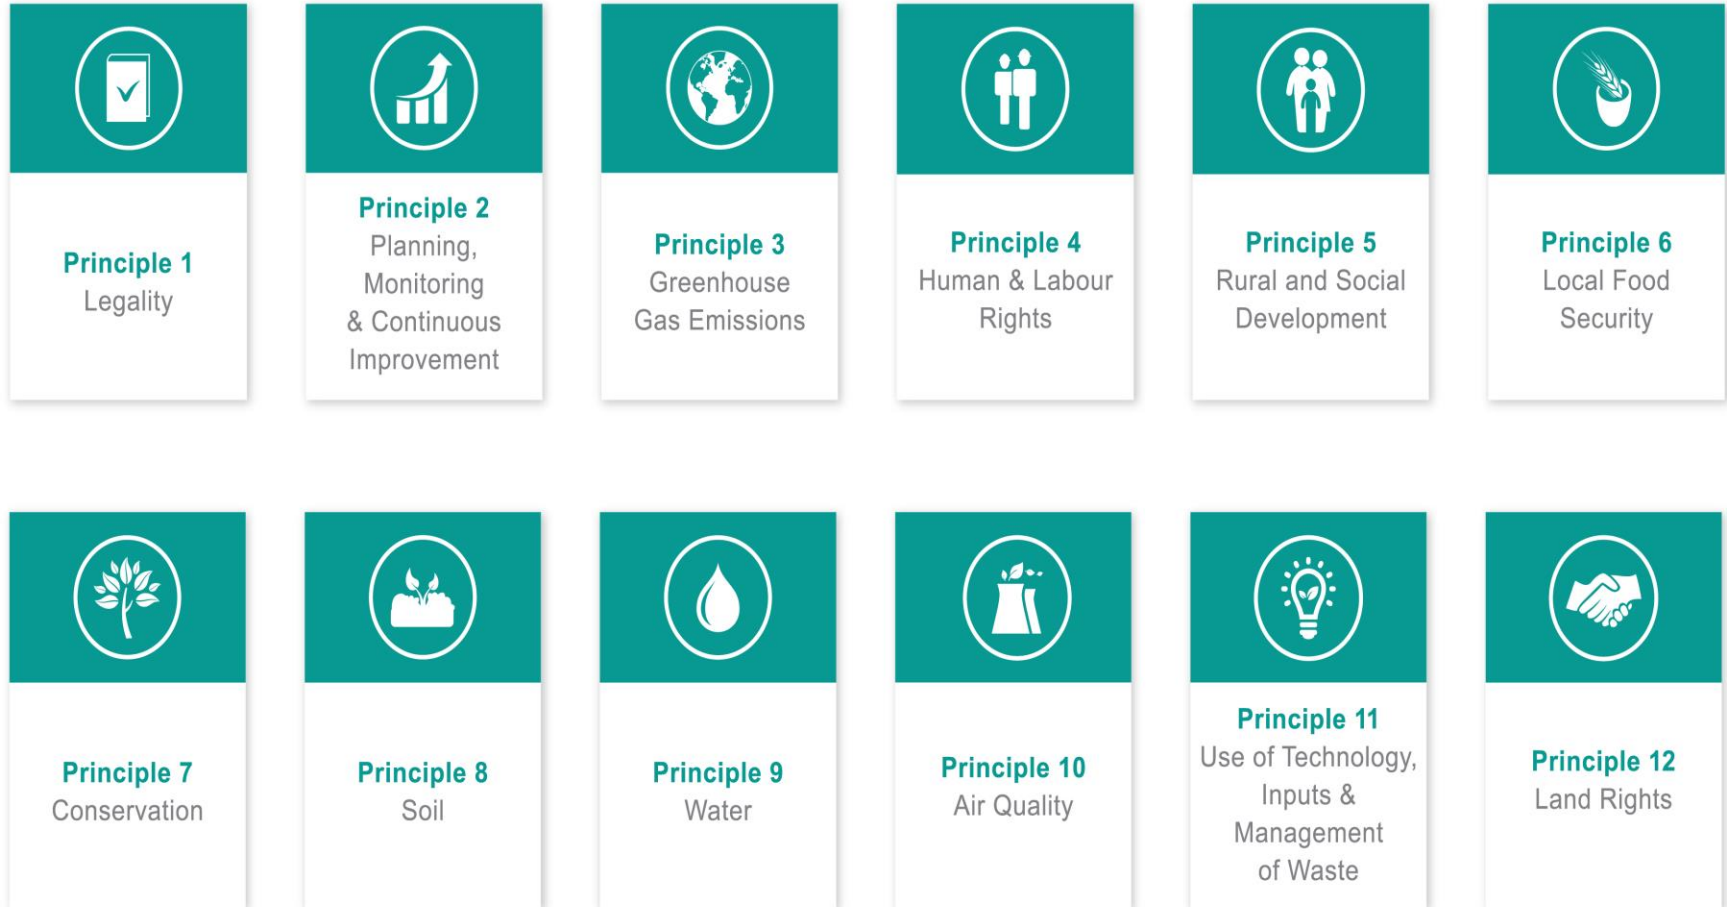 Principle 1
Legality
Principle 2
Planning,
Monitoring
& Continuous
Improvement
Principle 3
Greenhouse
Gas Emissions
Principle 4
Human & Labour
Rights
Principle 5
Rural and Social
Development
Principle 6
Local Food
Security
Principle 7
Conservation
Principle 8
Soil
Principle 9
Water
Principle 10
Air Quality
Principle 11
Use of Technology,
Inputs &
Management
of Waste
Principle 12
Land Rights